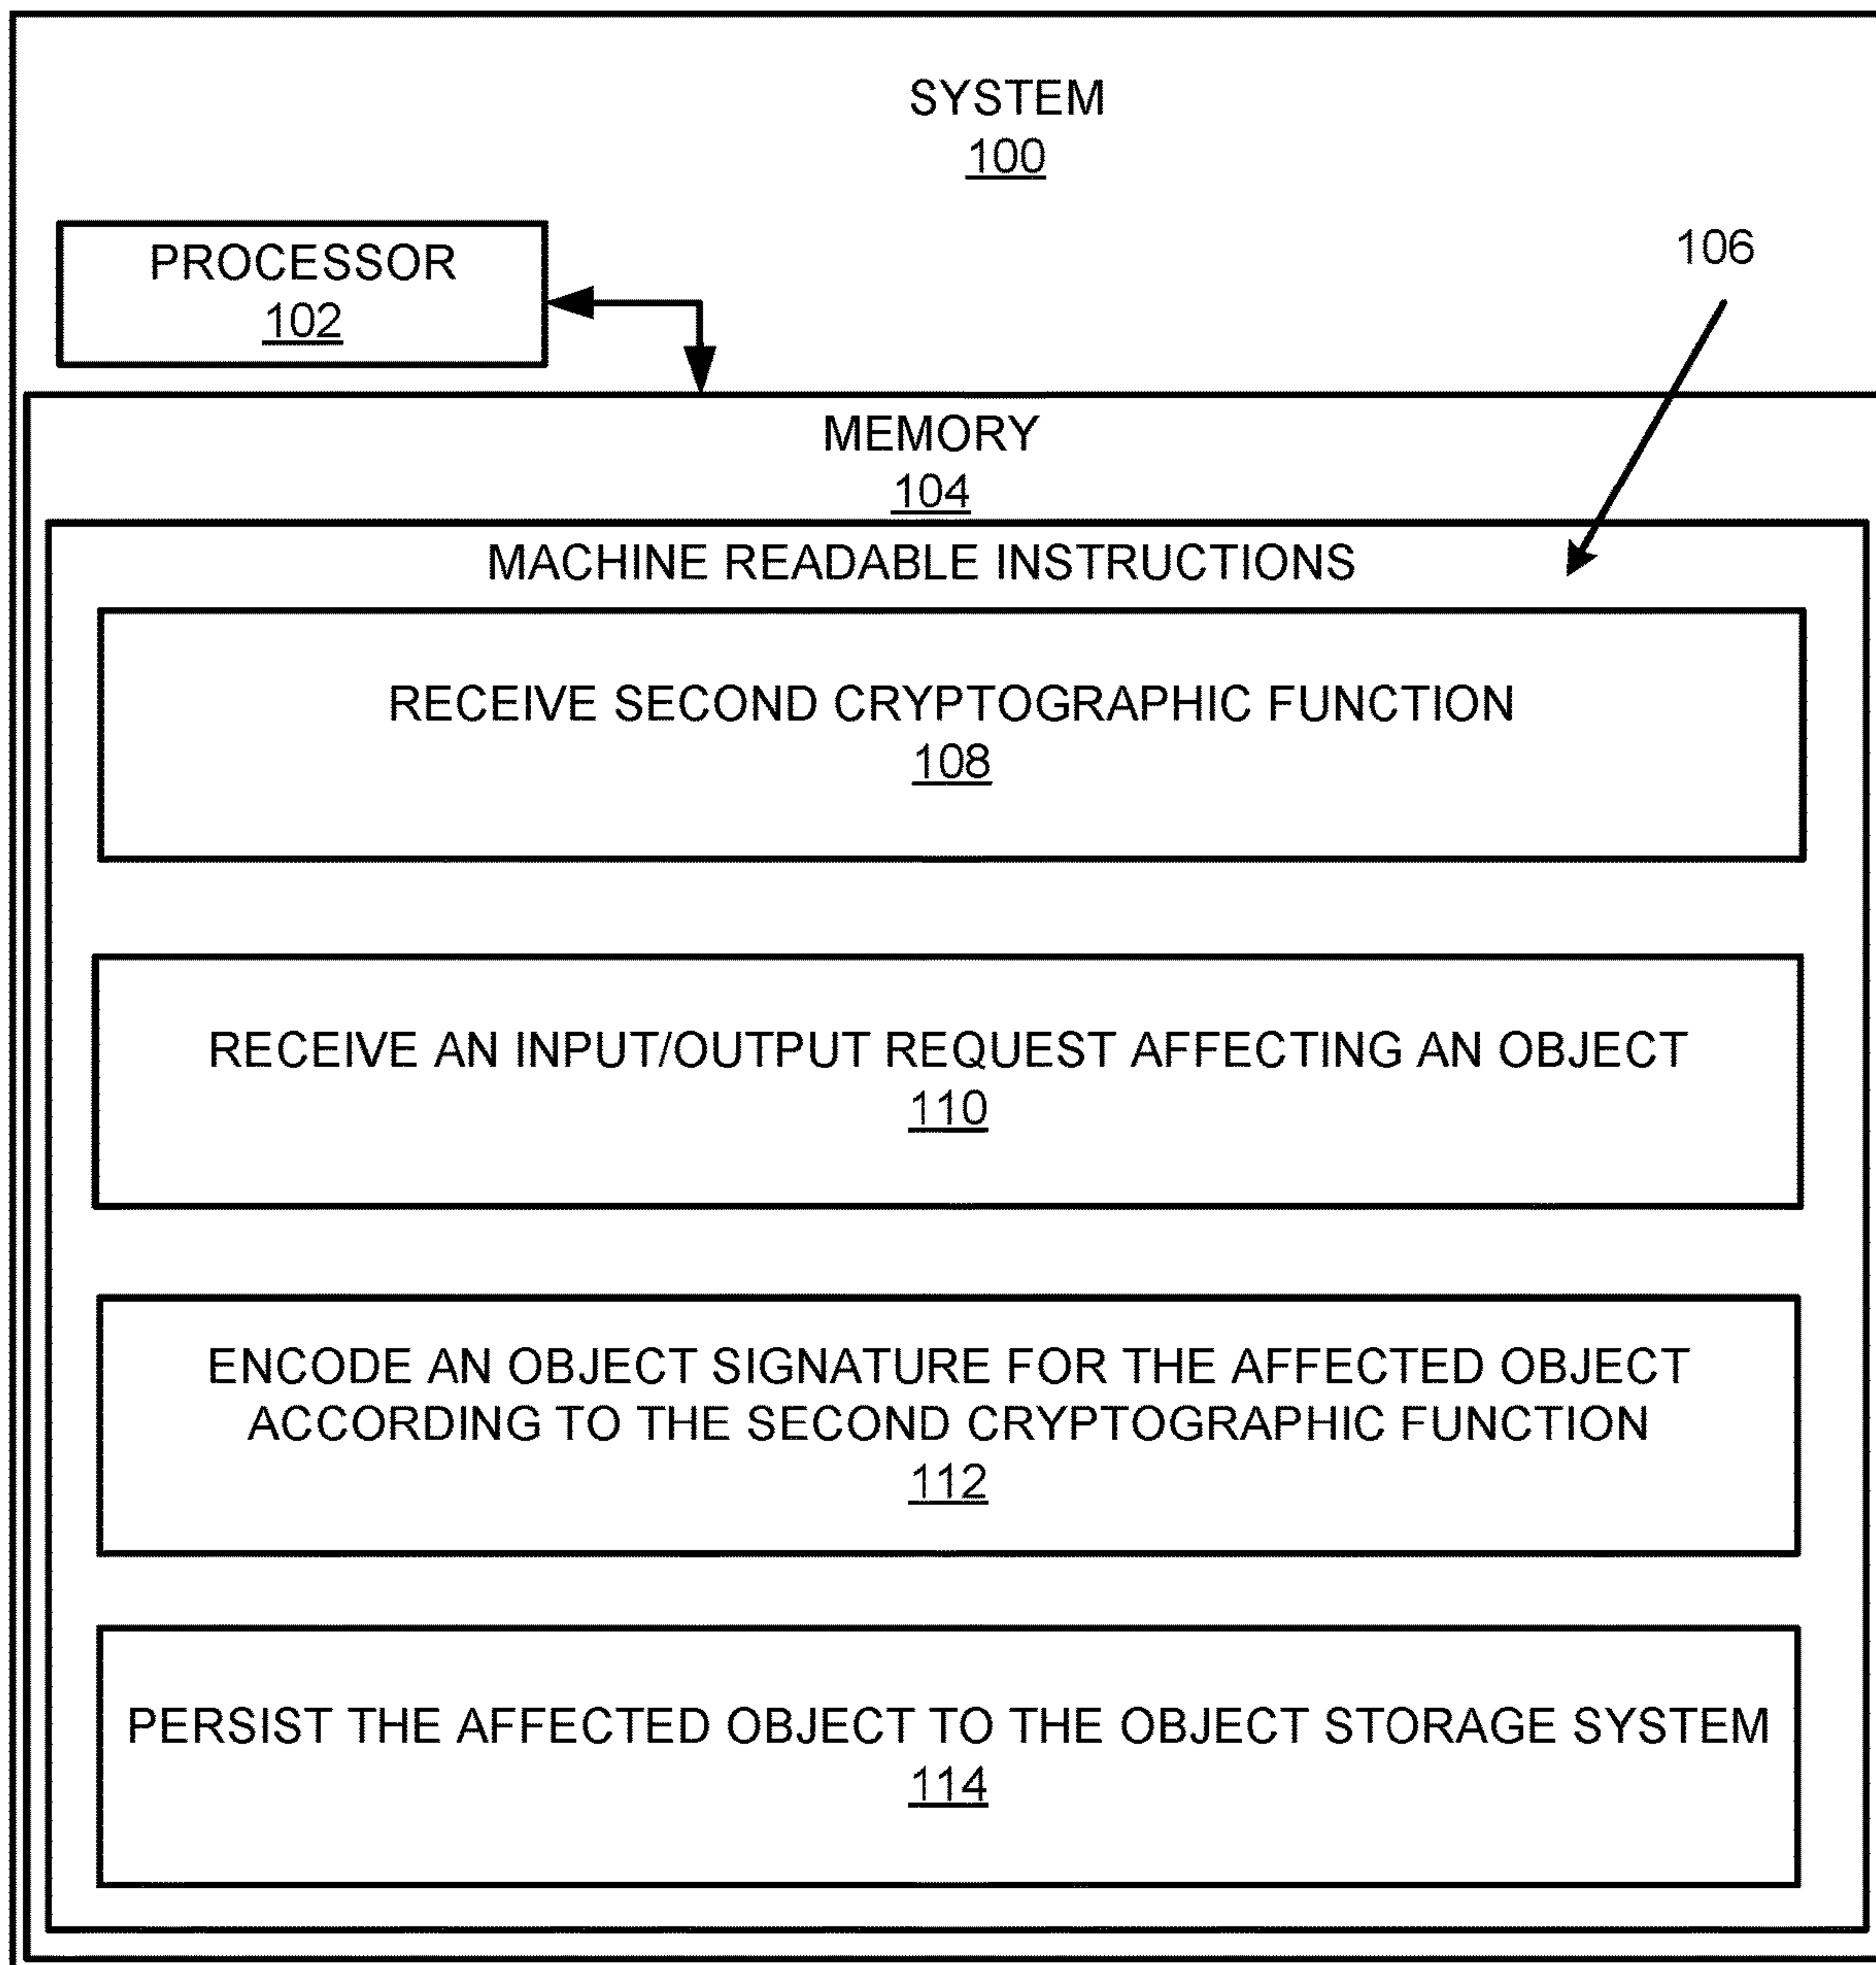 SYSTEM
100
PROCESSOR
102
106
MEMORY
104
MACHINE READABLE INSTRUCTIONS
RECEIVE SECOND CRYPTOGRAPHIC FUNCTION
108
RECEIVE AN INPUT/OUTPUT REQUEST AFFECTING AN OBJECT
110
ENCODE AN OBJECT SIGNATURE FOR THE AFFECTED OBJECT
ACCORDING TO THE SECOND CRYPTOGRAPHIC FUNCTION
112
PERSIST THE AFFECTED OBJECT TO THE OBJECT STORAGE SYSTEM
114